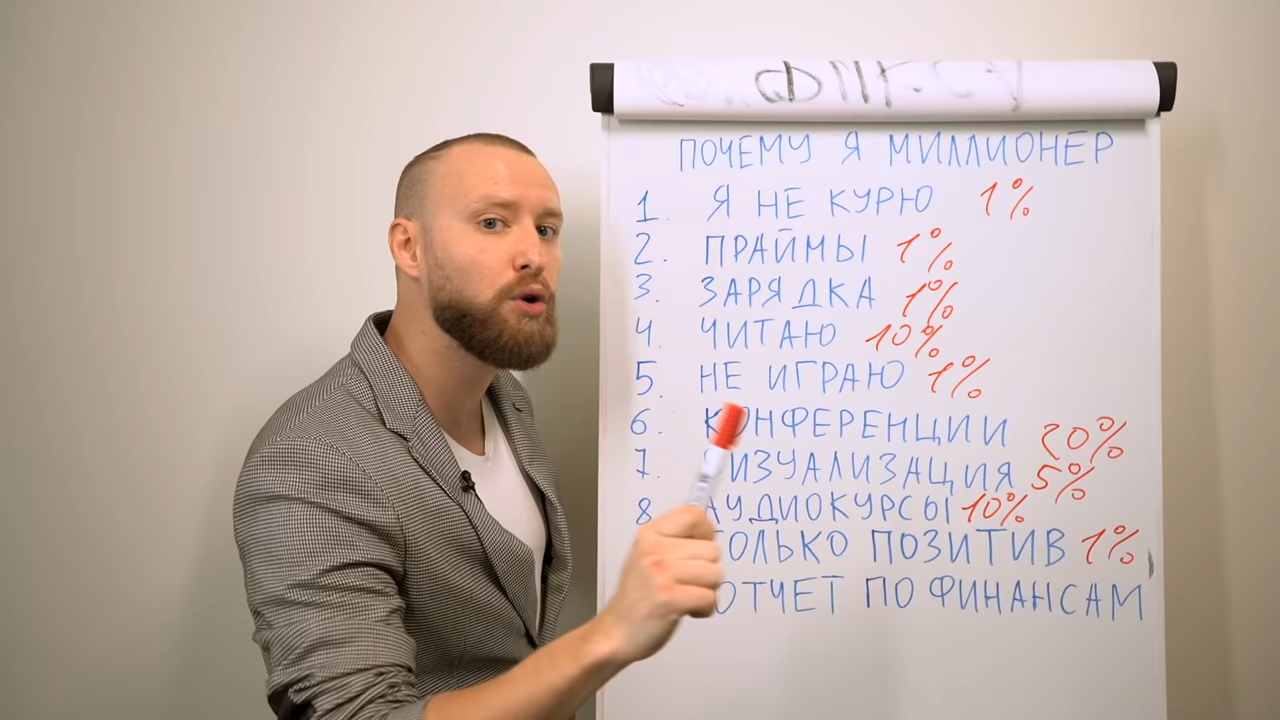 ПОЧЕМУ Я МИЛЛИОНЕР
1. Я НЕ КУРЮ 1%
2. ПРАЙМЫ 1%
3. ЗАРЯДКА 1%
4. ЧИТАЮ 10%
5. НЕ ИГРАЮ 1%
6. КОНФЕРЕНЦИИ 20%
7. ВИЗУАЛИЗАЦИЯ 5%
8 АУДИОКУРСЫ 10%
ТОЛЬКО ПОЗИТИВ 1%
ОТЧЕТ ПО ФИНАНСАМ